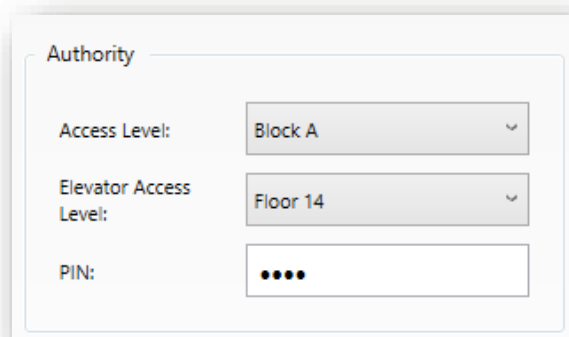 Authority
Access Level:
Block A
Elevator Access
Level:
Floor 14
PIN:
••••